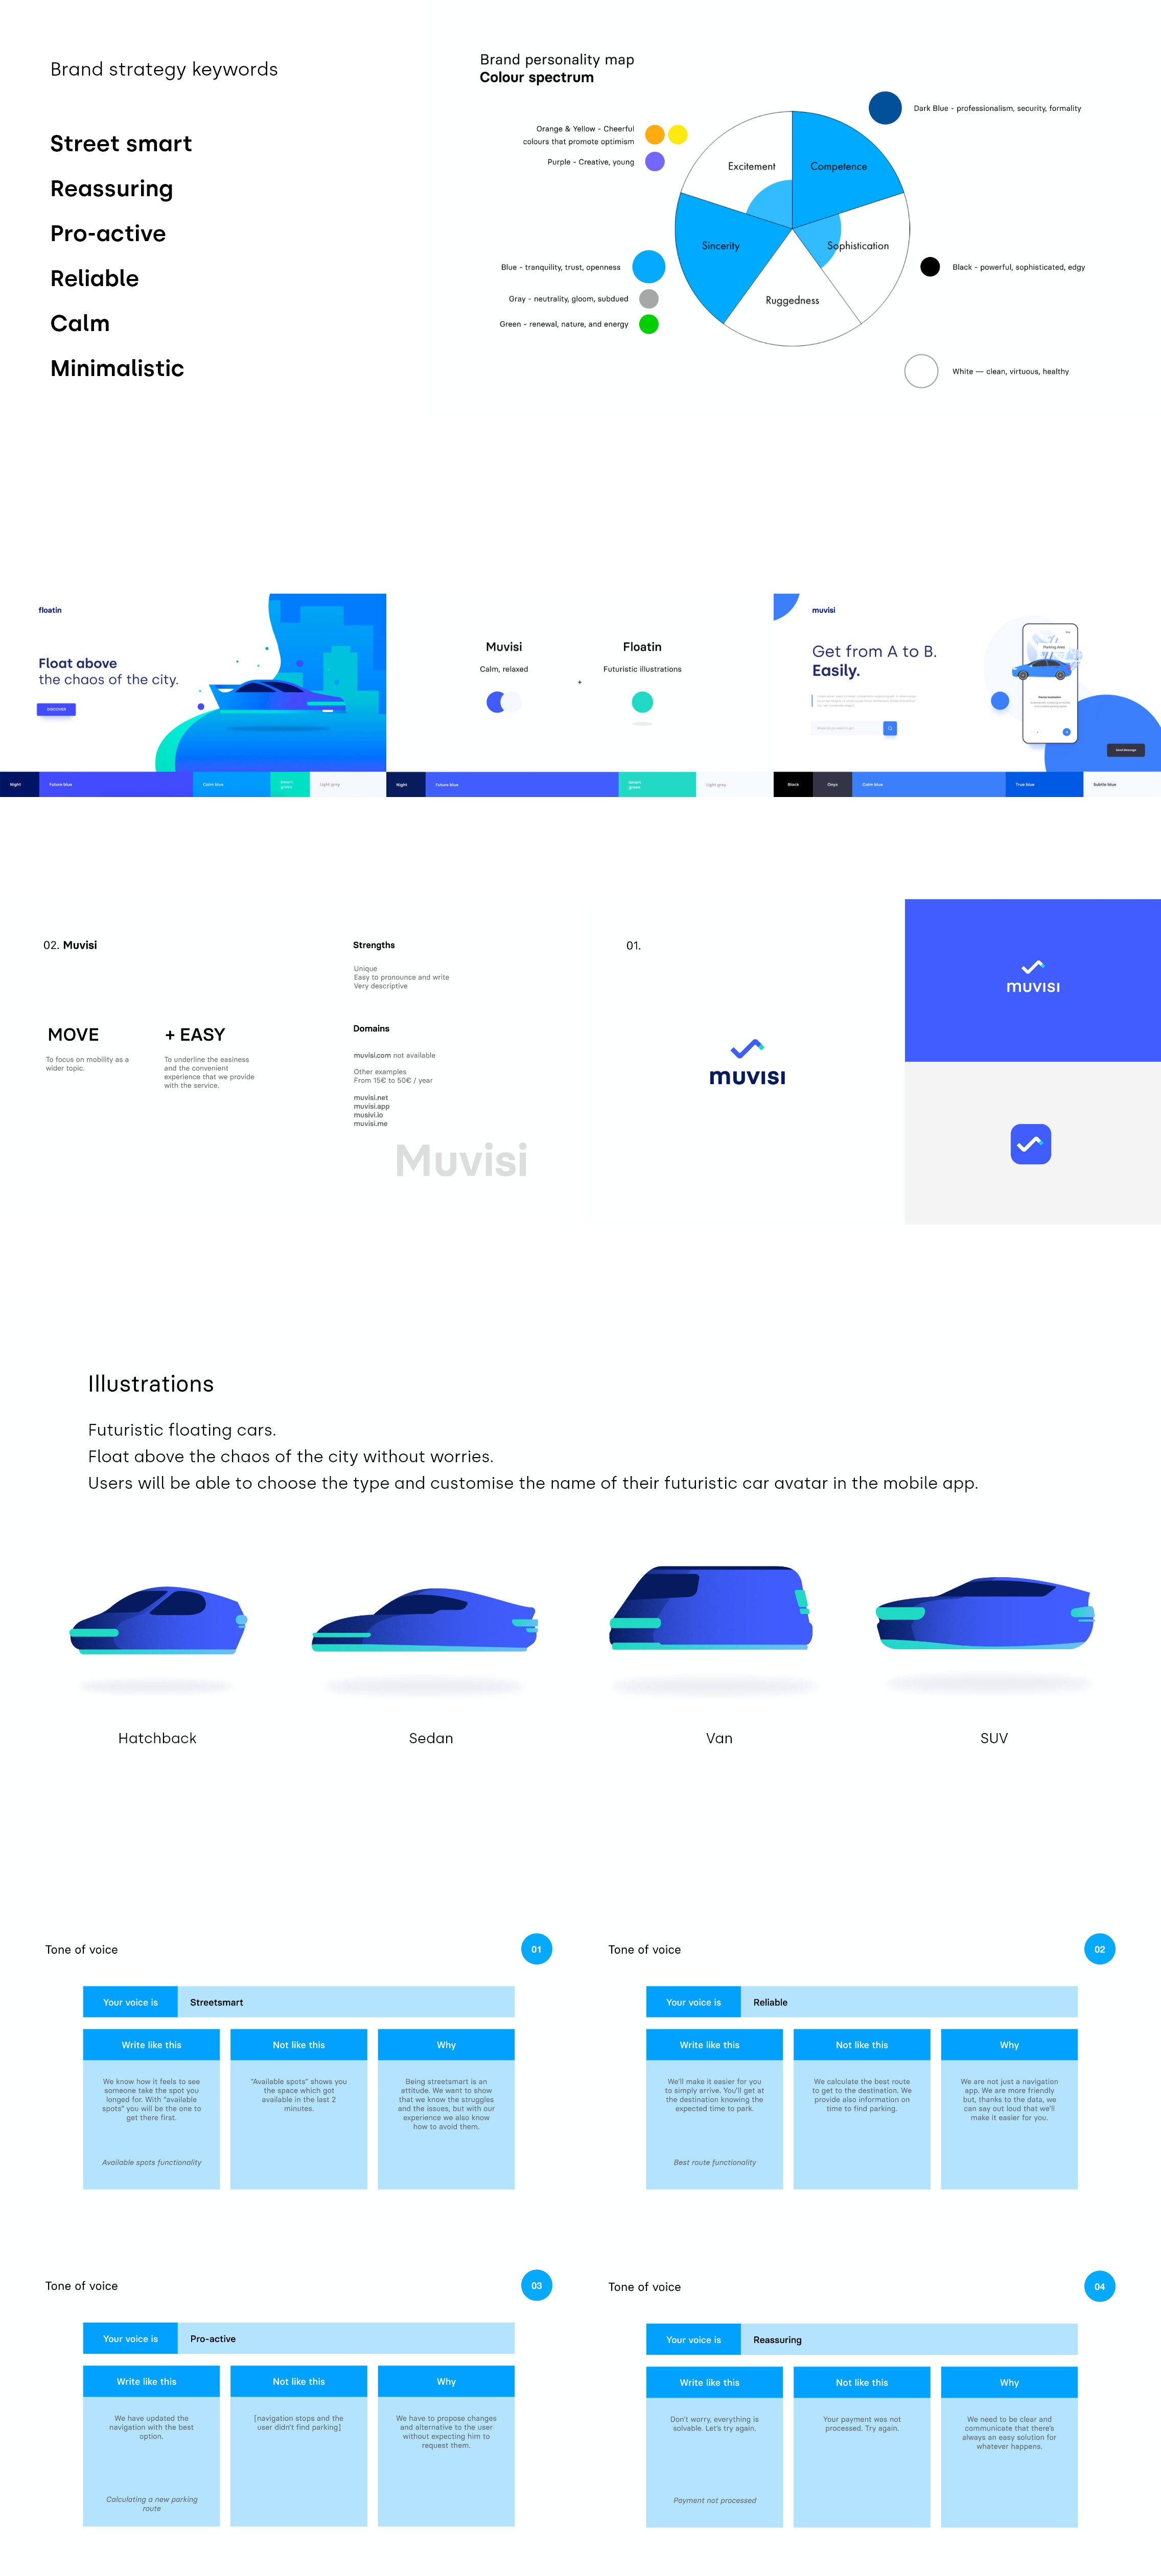 Brand strategy keywords
Street smart
Reassuring
Pro-active
Reliable
Calm
Minimalistic
Brand personality map
Colour spectrum
Dark Blue - professionalism, security, formality
Orange & Yellow - Cheerful
colours that promote optimism
Purple - Creative, young
Excitement
Competence
Sincerity
Sophistication
Ruggedness
Blue - tranquility, trust, openness
Gray - neutrality, gloom, subdued
Green - renewal, nature, and energy
Black - powerful, sophisticated, edgy
White — clean, virtuous, healthy
floatin
Float above
the chaos of the city.
DISCOVER
Night
Future blue
Calm blue
Smart
green
Light gray
Muvisi
Calm, relaxed
+
Floatin
Futuristic illustrations
Night
Future blue
Smart
green
Light gray
muvisi
Get from A to B.
Easily.
Parking Area
Send Message
Black
Onyx
Calm blue
True blue
Subtle blue
02. Muvisi
MOVE
To focus on mobility as a
wider topic.
+ EASY
To underline the easiness
and the convenient
experience that we provide
with the service.
Strengths
Unique
Easy to pronounce and write
Very descriptive
Domains
muvisi.com not available
Other examples
From 15€ to 50€ / year
muvisi.net
muvisi.app
musivi.io
muvisi.me
Muvisi
01.
muvisi
muvisi
Illustrations
Futuristic floating cars.
Float above the chaos of the city without worries.
Users will be able to choose the type and customise the name of their futuristic car avatar in the mobile app.
Hatchback
Sedan
Van
SUV
Tone of voice
01
Your voice is
Streetsmart
Write like this
We know how it feels to see
someone take the spot you
longed for. With "available
spots" you will be the one to
get there first.
Available spots functionality
Not like this
"Available spots" shows you
the space which got
available in the last 2
minutes.
Why
Being streetsmart is an
attitude. We want to show
that we know the struggles
and the issues, but with our
experience we also know
how to avoid them.
Tone of voice
02
Your voice is
Reliable
Write like this
We'll make it easier for you
to simply arrive. You'll get at
the destination knowing the
expected time to park.
Best route functionality
Not like this
We calculate the best route
to get to the destination. We
provide also information on
time to find parking.
Why
We are not just a navigation
app. We are more friendly
but, thanks to the data, we
can say out loud that we'll
make it easier for you.
Tone of voice
03
Your voice is
Pro-active
Write like this
We have updated the
navigation with the best
option.
Calculating a new parking
route
Not like this
[navigation stops and the
user didn't find parking]
Why
We have to propose changes
and alternative to the user
without expecting him to
request them.
Tone of voice
04
Your voice is
Reassuring
Write like this
Don't worry, everything is
solvable. Let's try again.
Payment not processed
Not like this
Your payment was not
processed. Try again.
Why
We need to be clear and
communicate that there's
always an easy solution for
whatever happens.